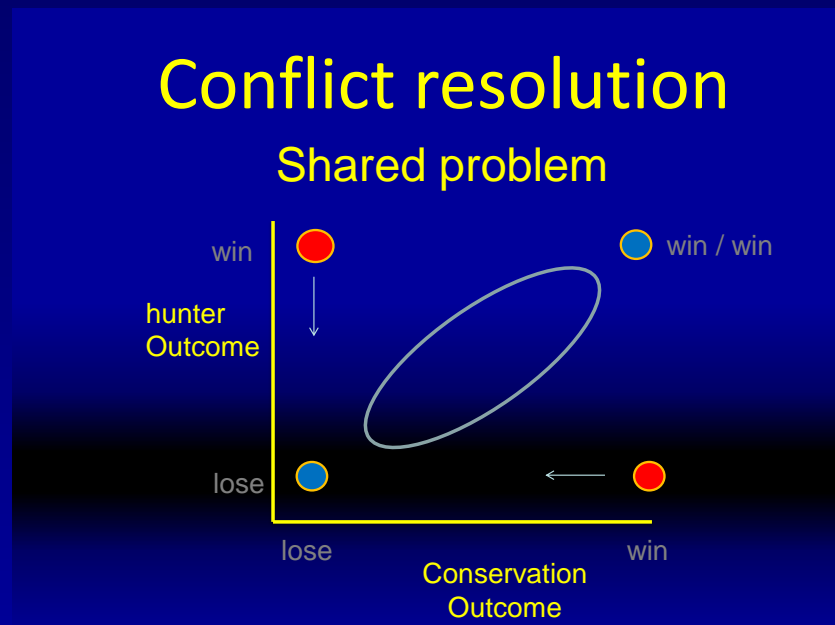 Conflict resolution
Shared problem
win
win / win
hunter
Outcome
lose
lose
win
Conservation
Outcome